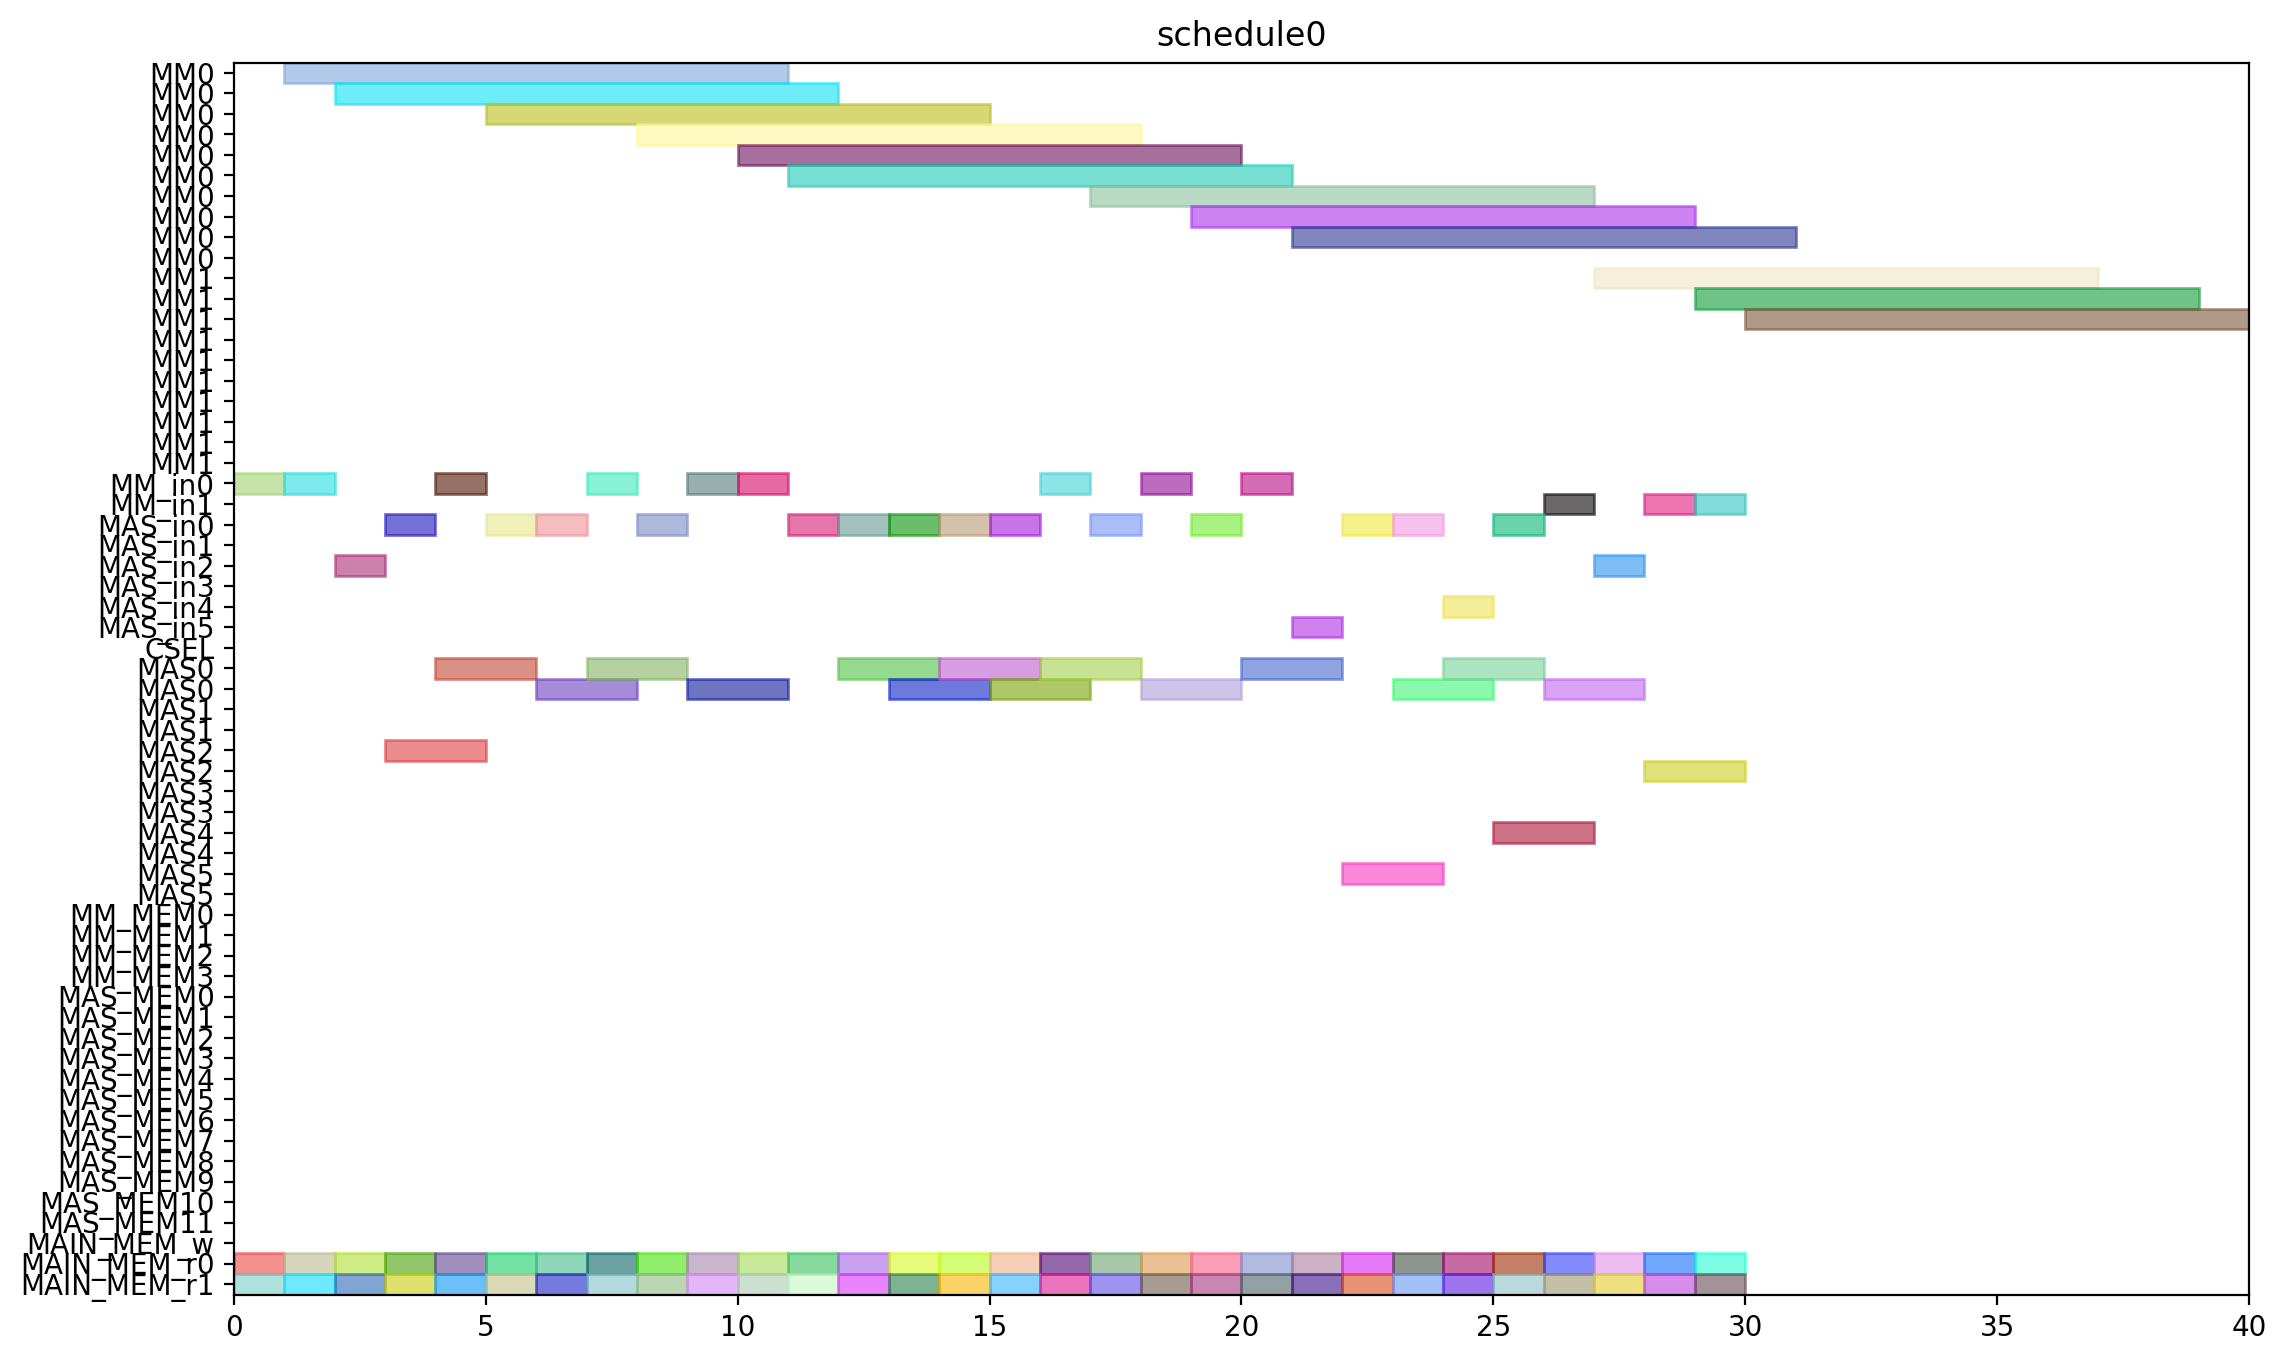 schedule0
MM0
MM0
MM0
MM0
MM0
MM0
MM0
MM0
MM0
MM0
MM1
MM1
MM1
MM1
MM1
MM1
MM1
MM1
MM1
MM1
MM_in0
MM_in1
MAS_in0
MAS_in1
MAS_in2
MAS_in3
MAS_in4
MAS_in5
CSEL
MAS0
MAS0
MAS1
MAS1
MAS2
MAS2
MAS3
MAS3
MAS4
MAS4
MAS5
MAS5
MM_MEM0
MM_MEM1
MM_MEM2
MM_MEM3
MAS_MEM0
MAS_MEM1
MAS_MEM2
MAS_MEM3
MAS_MEM4
MAS_MEM5
MAS_MEM6
MAS_MEM7
MAS_MEM8
MAS_MEM9
MAS_MEM10
MAS_MEM11
MAIN_MEM_w
MAIN_MEM_r0
MAIN_MEM_r1
0 5 10 15 20 25 30 35 40